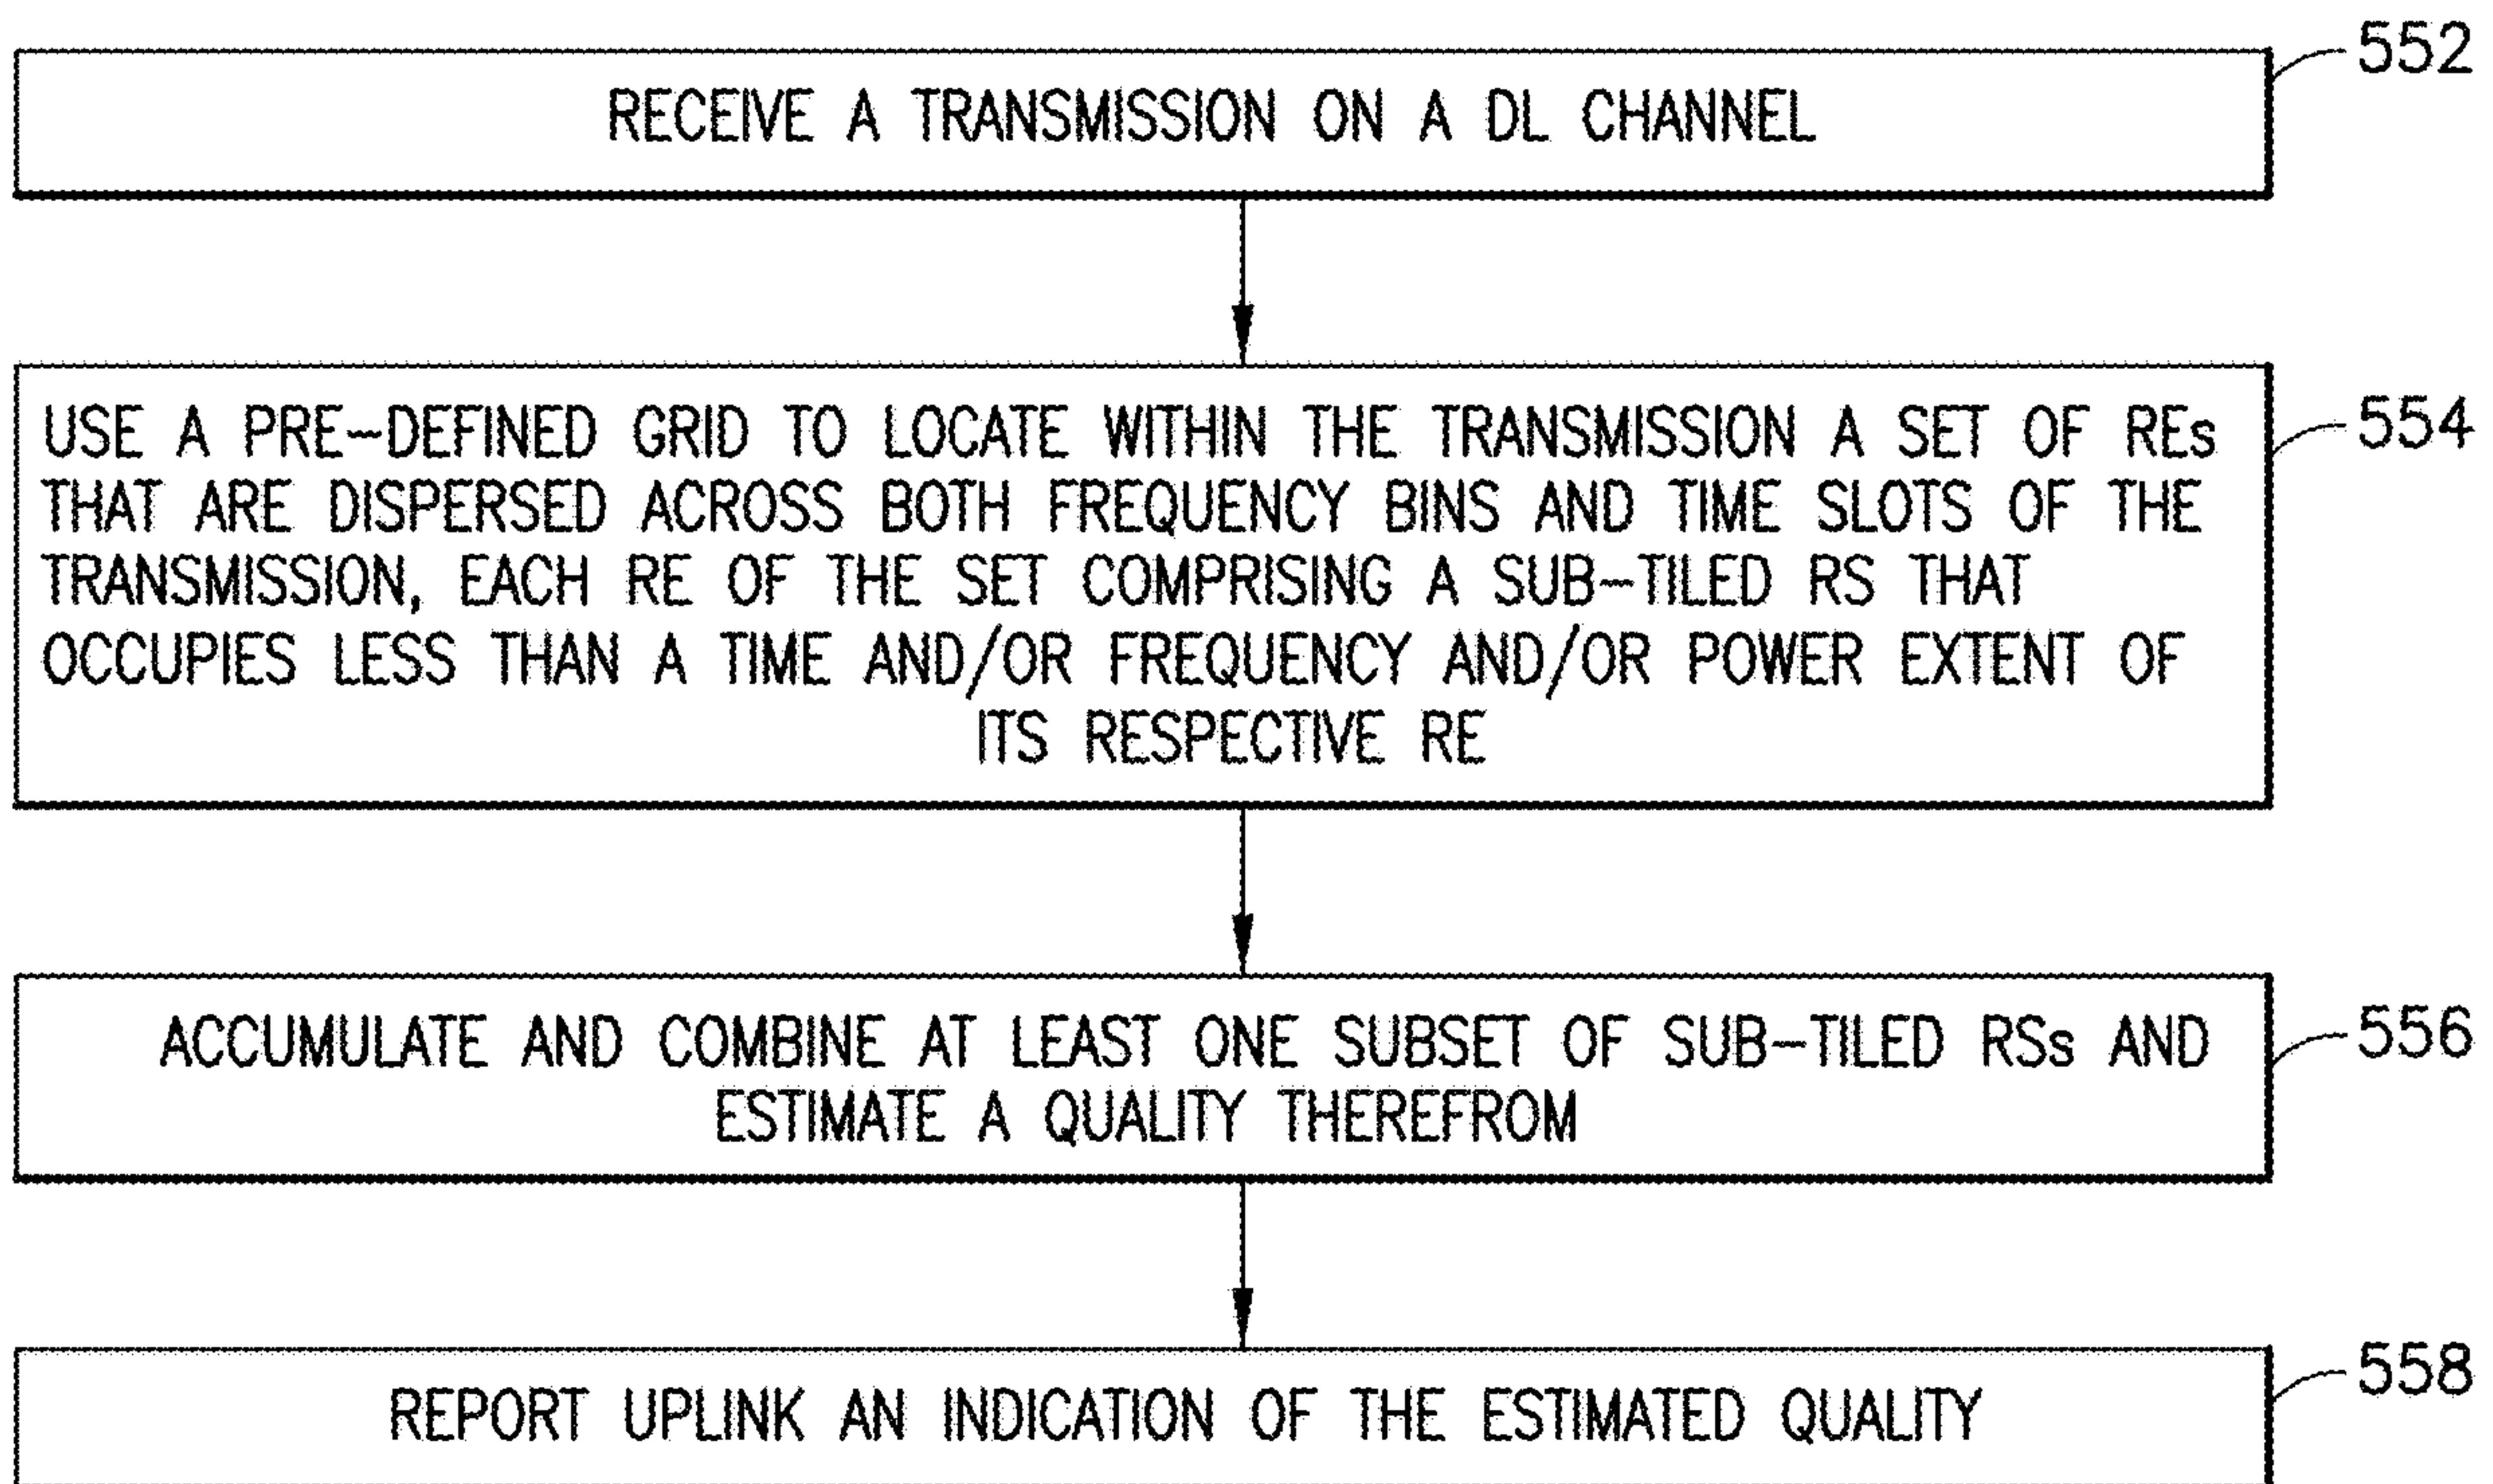 552
RECEIVE A TRANSMISSION ON A DL CHANNEL
554
USE A PRE-DEFINED GRID TO LOCATE WITHIN THE TRANSMISSION A SET OF REs
THAT ARE DISPERSED ACROSS BOTH FREQUENCY BINS AND TIME SLOTS OF THE
TRANSMISSION, EACH RE OF THE SET COMPRISING A SUB-TILED RS THAT
OCCUPIES LESS THAN A TIME AND/OR FREQUENCY AND/OR POWER EXTENT OF
ITS RESPECTIVE RE
556
ACCUMULATE AND COMBINE AT LEAST ONE SUBSET OF SUB-TILED RSs AND
ESTIMATE A QUALITY THEREFROM
558
REPORT UPLINK AN INDICATION OF THE ESTIMATED QUALITY